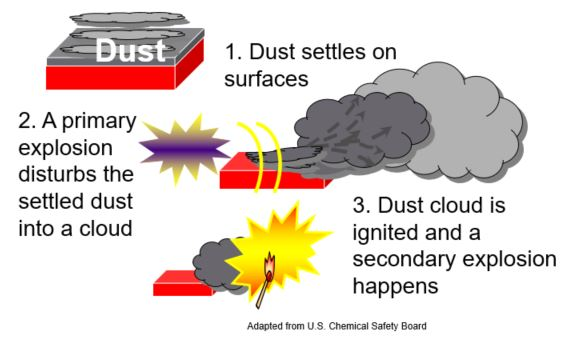 Dust
1. Dust settles on
surfaces
2. A primary
explosion
disturbs the
settled dust
into a cloud
3. Dust cloud is
ignited and a
secondary explosion
happens
Adapted from U.S. Chemical Safety Board